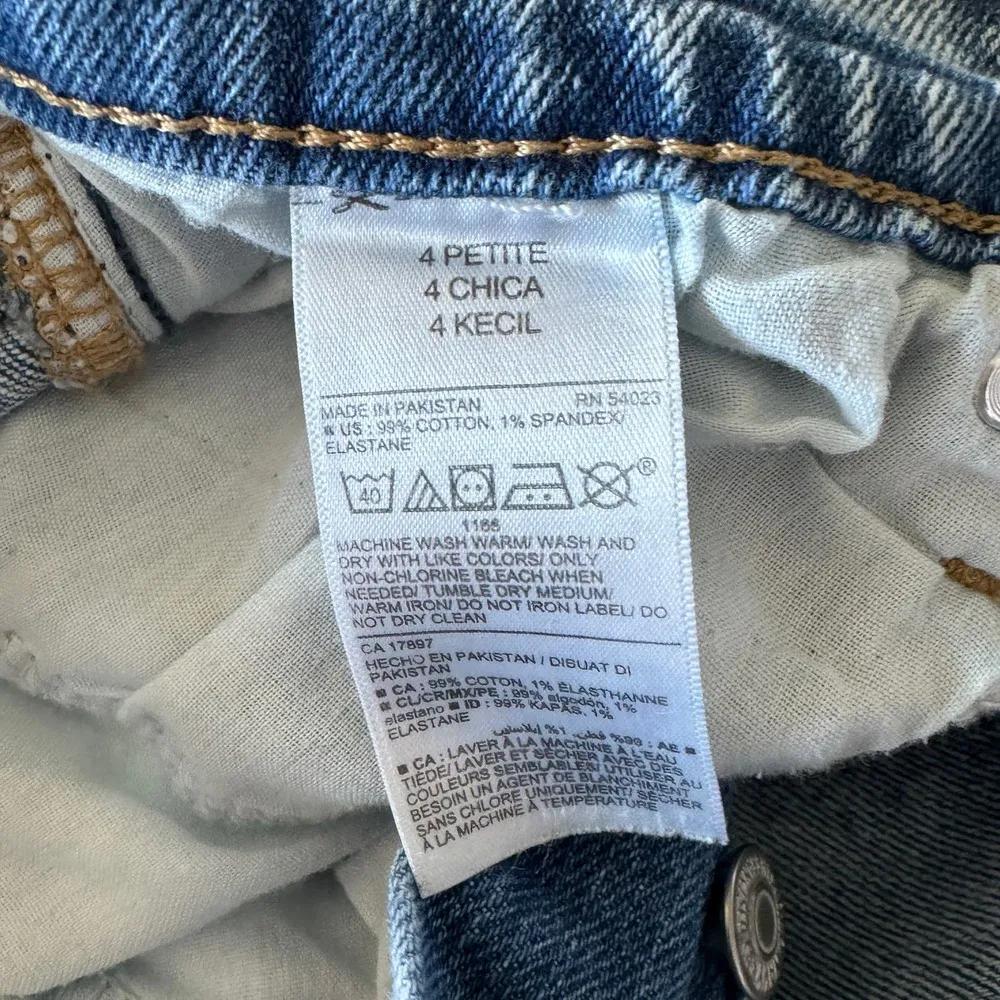 4 PETITE
4 CHICA
4 KECIL
MADE IN PAKISTAN RN 54023
■ US : 99% COTTON, 1% SPANDEX/
ELASTANE
40 ®
1166
MACHINE WASH WARM/ WASH AND
DRY WITH LIKE COLORS/ ONLY
NON-CHLORINE BLEACH WHEN
NEEDED/ TUMBLE DRY MEDIUM/
WARM IRON/ DO NOT IRON LABEL/ DO
NOT DRY CLEAN
CA 17897
HECHO EN PAKISTAN / DIBUAT DI
PAKISTAN
■ CA : 99% COTON, 1% ÉLASTHANNE
■ CL/CR/MX/PE : 99% algodón, 1%
elastano ■ ID : 99% KAPAS, 1%
ELASTANE
■ AE : 99% قطن، 1% ايلاستين
■ CA : LAVER À LA MACHINE À L'EAU
TIÈDE/ LAVER ET SÉCHER AVEC DES
COULEURS SEMBLABLES/ UTILISER AU
BESOIN UN AGENT DE BLANCHIMENT
SANS CHLORE UNIQUEMENT/ SÉCHER
À LA MACHINE À TEMPÉRATURE